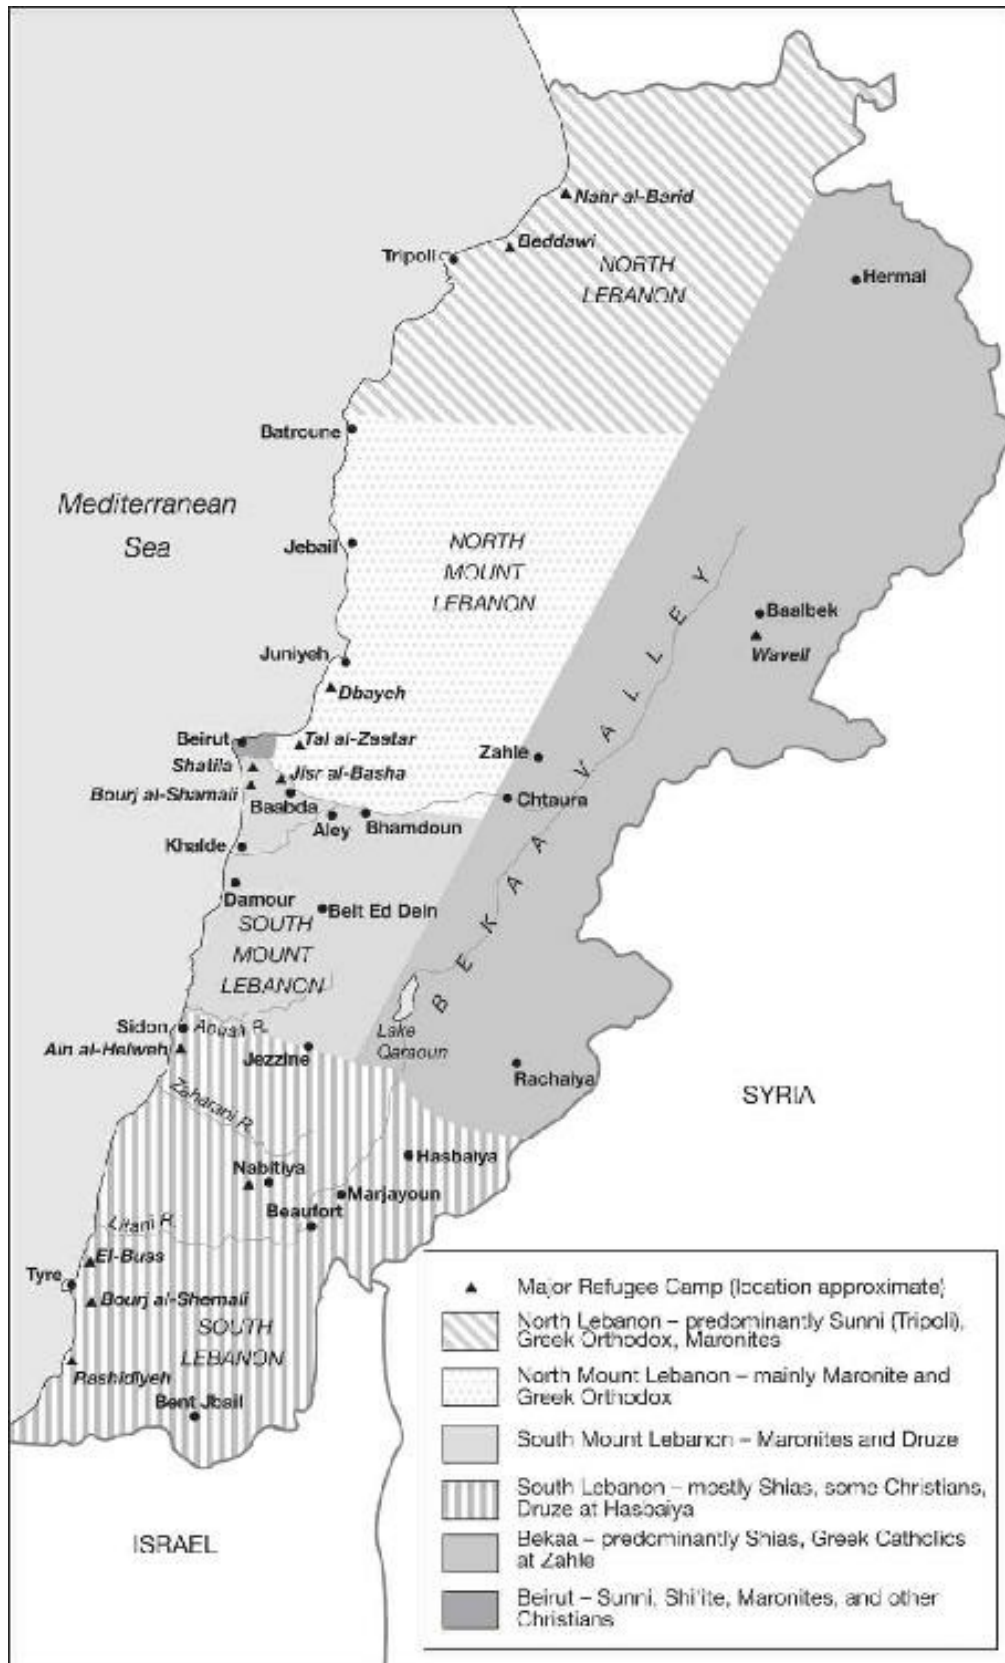 Nahr al-Barid
Beddawi
Tripoli
NORTH
LEBANON
Hermal
Batroune
Mediterranean
Sea
Jebail
NORTH
MOUNT
LEBANON
Baalbek
Wavell
Juniyeh
Dbayeh
Beirut
Tal al-Zaatar
Zahle
Shatila
Jisr al-Basha
Bourj al-Shamali
Baabda
Chtaura
Aley
Bhamdoun
Khalde
BEKAA VALLEY
Damour
Beit Ed Dein
SOUTH
MOUNT
LEBANON
Sidon
Awali R.
Lake
Qaraoun
Ain al-Helweh
Jezzine
Rachaiya
SYRIA
Zaharani R.
Hasbaiya
Nabitiya
Marjayoun
Beaufort
Litani R.
El-Buss
Tyre
Bourj al-Shemali
SOUTH
LEBANON
Rashidiyeh
Bent Jbail
ISRAEL
Major Refugee Camp (location approximate)
North Lebanon – predominantly Sunni (Tripoli),
Greek Orthodox, Maronites
North Mount Lebanon – mainly Maronite and
Greek Orthodox
South Mount Lebanon – Maronites and Druze
South Lebanon – mostly Shias, some Christians,
Druze at Hasbaiya
Bekaa – predominantly Shias, Greek Catholics
at Zahle
Beirut – Sunni, Shi'ite, Maronites, and other
Christians